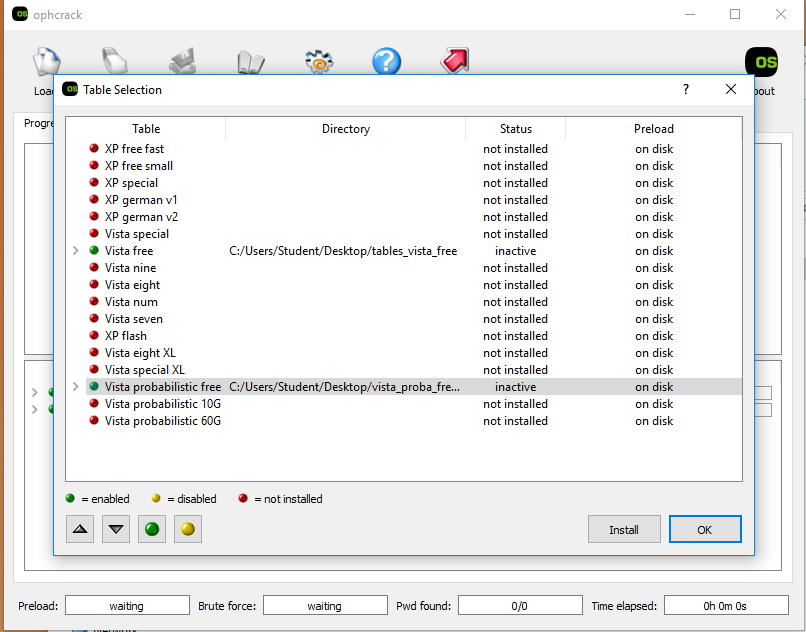 OS ophcrack
Loa
OS
bout
OS Table Selection ?
Progre
Table Directory Status Preload
XP free fast not installed on disk
XP free small not installed on disk
XP special not installed on disk
XP german v1 not installed on disk
XP german v2 not installed on disk
Vista special not installed on disk
Vista free C:/Users/Student/Desktop/tables_vista_free inactive on disk
Vista nine not installed on disk
Vista eight not installed on disk
Vista num not installed on disk
Vista seven not installed on disk
XP flash not installed on disk
Vista eight XL not installed on disk
Vista special XL not installed on disk
Vista probabilistic free C:/Users/Student/Desktop/vista_proba_fre... inactive on disk
Vista probabilistic 10G not installed on disk
Vista probabilistic 60G not installed on disk
= enabled = disabled = not installed
Install OK
Preload: waiting Brute force: waiting Pwd found: 0/0 Time elapsed: 0h 0m 0s